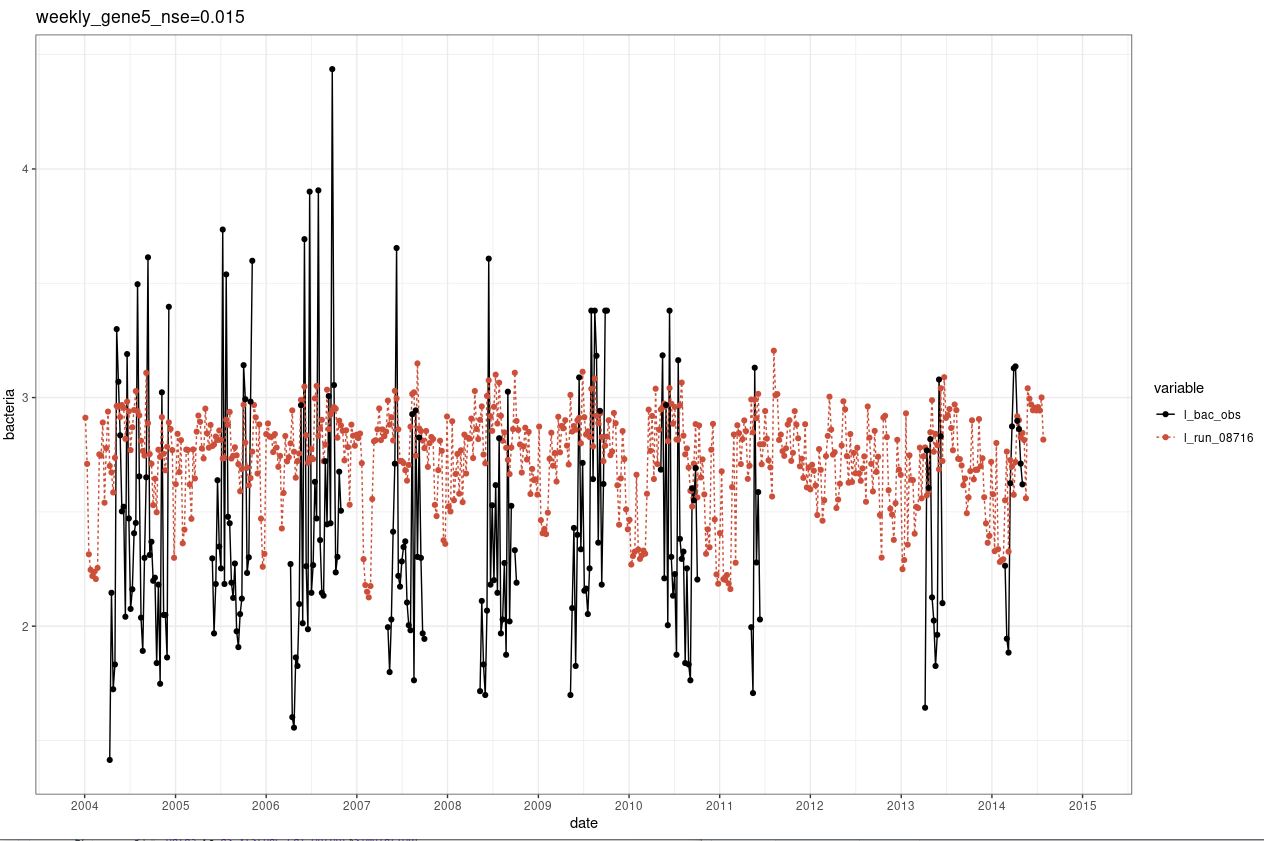 weekly_gene5_nse=0.015
bacteria
4
3
2
2004 2005 2006 2007 2008 2009 2010 2011 2012 2013 2014 2015
date
variable
l_bac_obs
l_run_08716